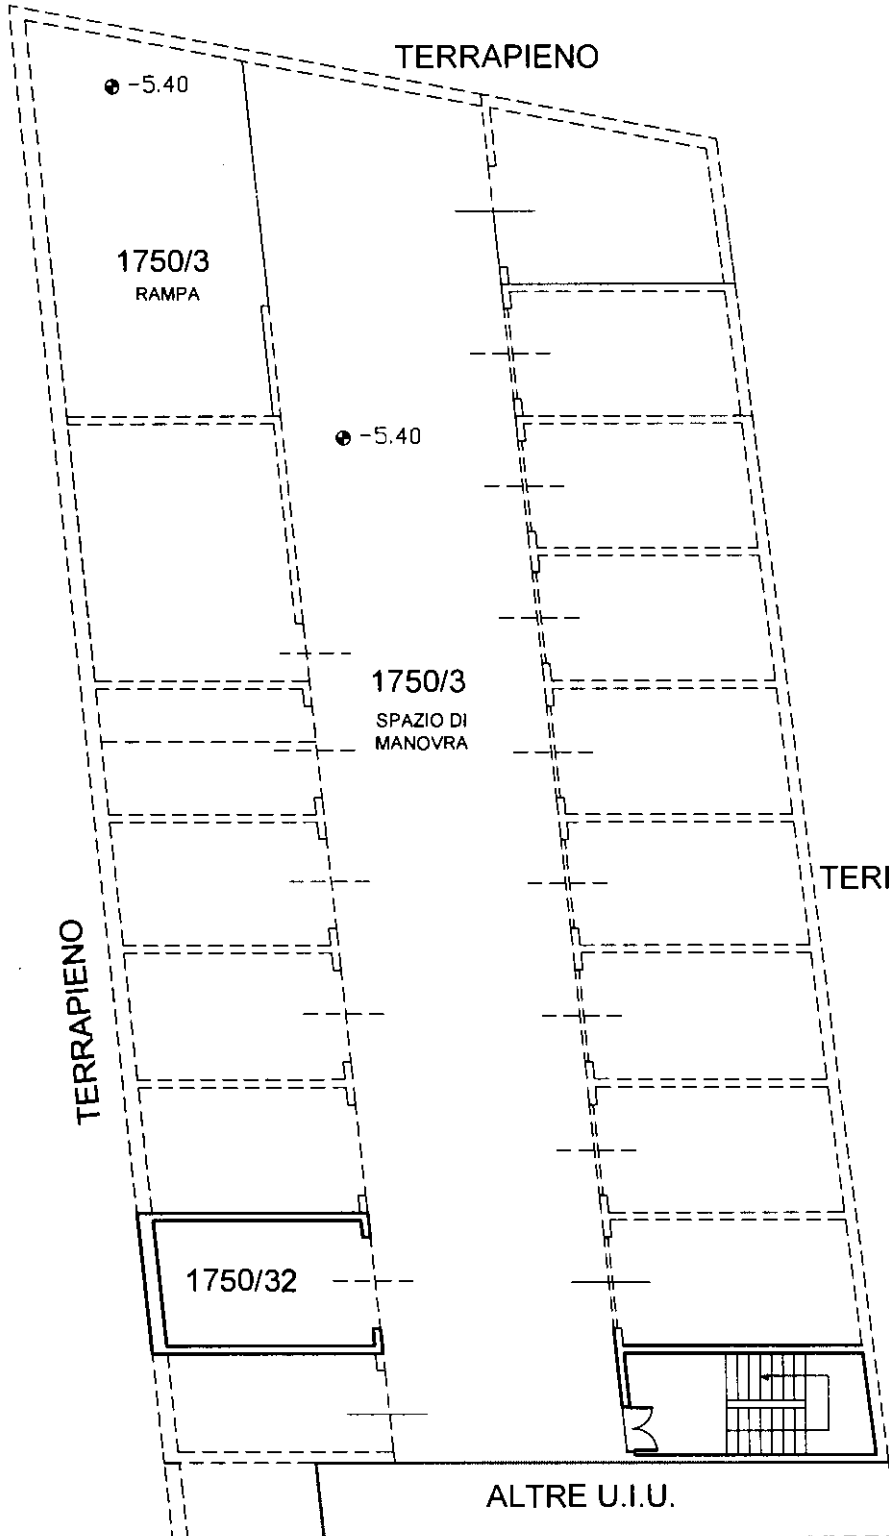 TERRAPIENO
-5.40
1750/3
RAMPA
-5.40
1750/3
SPAZIO DI
MANOVRA
TERRAPIENO
1750/32
ALTRE U.I.U.